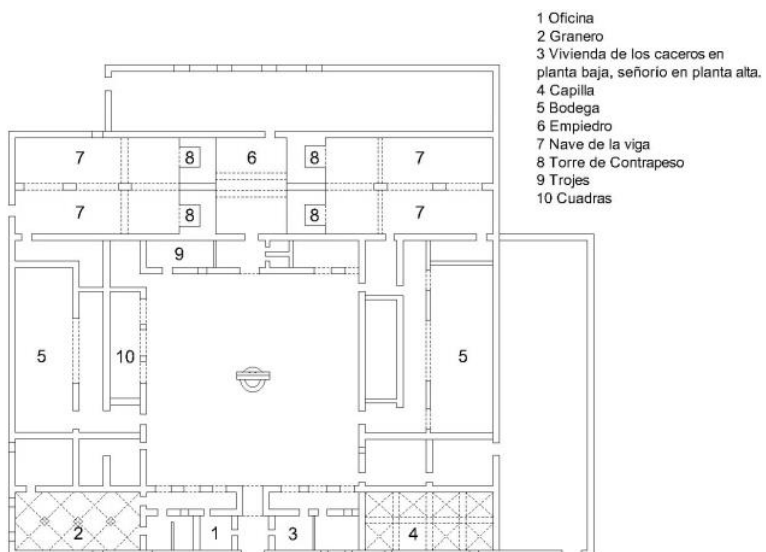 1 Oficina
2 Granero
3 Vivienda de los caceros en
planta baja, señorio en planta alta.
4 Capilla
5 Bodega
6 Empiedro
7 Nave de la viga
8 Torre de Contrapeso
9 Trojes
10 Cuadras
7 8 6 8 7
7 8 8 7
9
5 10 5
2 1 3 4